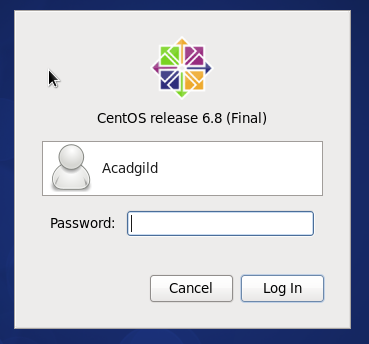 CentOS release 6.8 (Final)
Acadgild
Password:
Cancel Log In